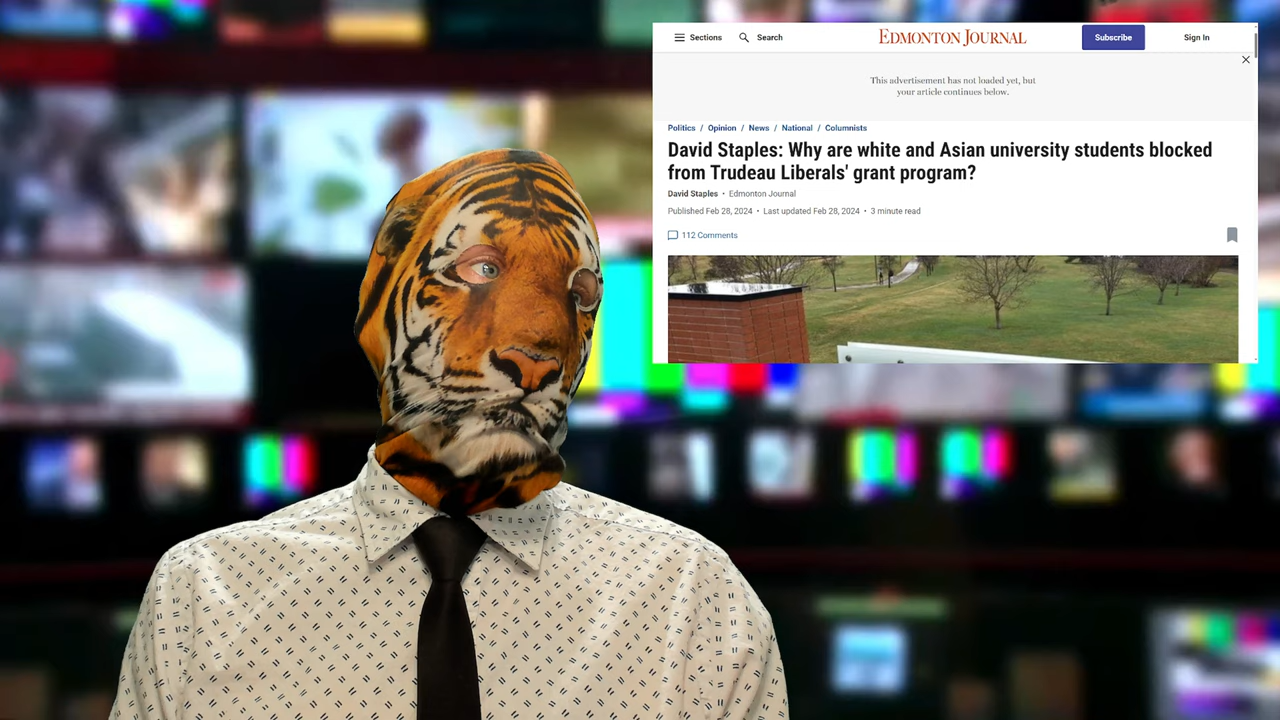 Sections
Search
EDMONTON JOURNAL
Subscribe
Sign In
This advertisement has not loaded yet, but
your article continues below.
Politics / Opinion / News / National / Columnists
David Staples: Why are white and Asian university students blocked
from Trudeau Liberals' grant program?
David Staples • Edmonton Journal
Published Feb 28, 2024 • Last updated Feb 28, 2024 • 3 minute read
112 Comments